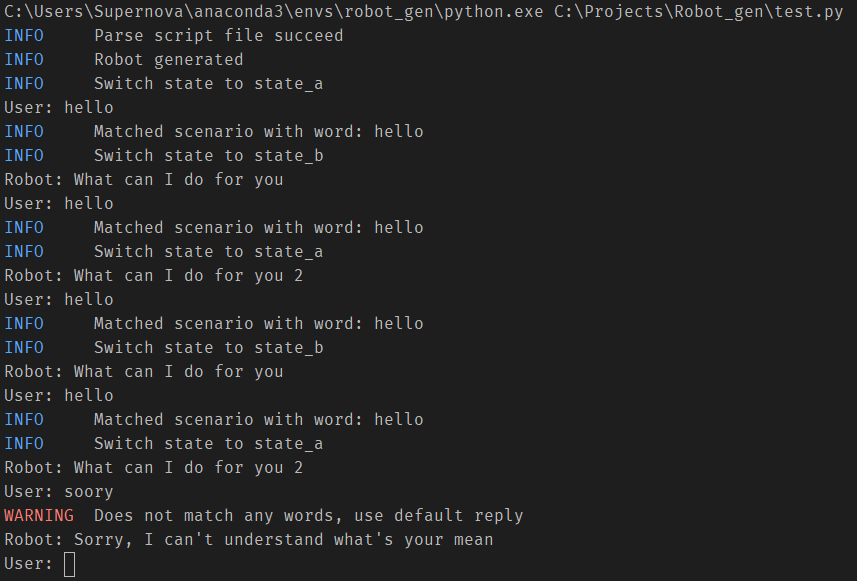 C:\Users\Supernova\anaconda3\envs\robot_gen\python.exe C:\Projects\Robot_gen\test.py
INFO     Parse script file succeed
INFO     Robot generated
INFO     Switch state to state_a
User: hello
INFO     Matched scenario with word: hello
INFO     Switch state to state_b
Robot: What can I do for you
User: hello
INFO     Matched scenario with word: hello
INFO     Switch state to state_a
Robot: What can I do for you 2
User: hello
INFO     Matched scenario with word: hello
INFO     Switch state to state_b
Robot: What can I do for you
User: hello
INFO     Matched scenario with word: hello
INFO     Switch state to state_a
Robot: What can I do for you 2
User: soory
WARNING  Does not match any words, use default reply
Robot: Sorry, I can't understand what's your mean
User: